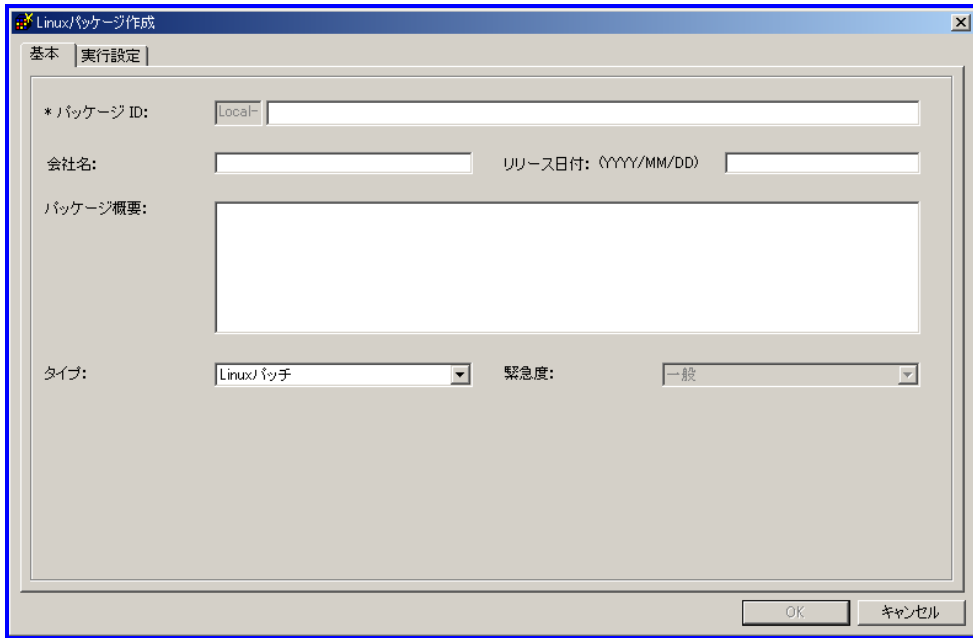 Linuxパッケージ作成
基本 実行設定
* パッケージ ID: Local-
会社名: リリース日付: (YYYY/MM/DD)
パッケージ概要:
タイプ: Linuxパッチ 緊急度: 一般
OK キャンセル